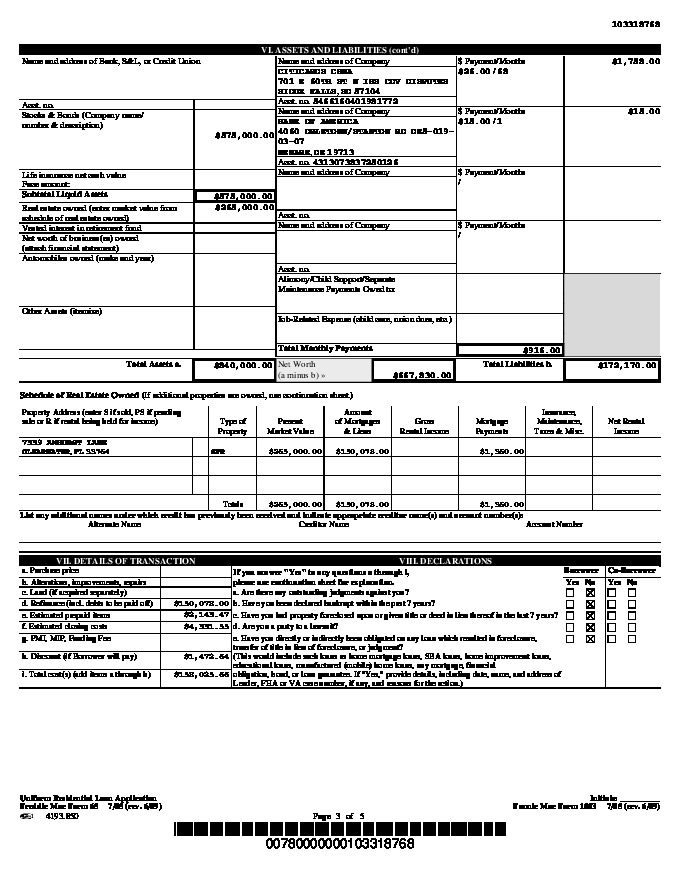 103318768
VI. ASSETS AND LIABILITIES (cont'd)
Name and address of Bank, S&L, or Credit Union
Name and address of Company
$ Payment/Months
$1,788.00
CITICARDS CBNA
$26.00 / 68
701 E 60TH ST N IBS CDV DISPUTES
SIOUX FALLS, SD 57104
Acct. no.
Acct. no. 5466160401981772
Stocks & Bonds (Company name/
number & description)
$575,000.00
Name and address of Company
$ Payment/Months
$18.00
BANK OF AMERICA
$18.00 / 1
4060 OGLETOWN/STANTON RD DE5-019-
03-07
NEWARK, DE 19713
Acct. no. 4313073837280126
Life insurance net cash value
Face amount:
Name and address of Company
$ Payment/Months
/
Subtotal Liquid Assets
$575,000.00
Real estate owned (enter market value from
schedule of real estate owned)
$265,000.00
Acct. no.
Vested interest in retirement fund
Name and address of Company
$ Payment/Months
/
Net worth of business(es) owned
(attach financial statement)
Automobiles owned (make and year)
Acct. no.
Alimony/Child Support/Separate
Maintenance Payments Owed to:
Other Assets (itemize)
Job-Related Expense (child care, union dues, etc.)
Total Monthly Payments
$916.00
Total Assets a.
$840,000.00
Net Worth
(a minus b) »
$667,830.00
Total Liabilities b.
$172,170.00
Schedule of Real Estate Owned (If additional properties are owned, use continuation sheet.)
Property Address (enter S if sold, PS if pending
sale or R if rental being held for income)
Type of
Property
Present
Market Value
Amount
of Mortgages
& Liens
Gross
Rental Income
Mortgage
Payments
Insurance,
Maintenance,
Taxes & Misc.
Net Rental
Income
7339 AMHURST LANE
CLEARWATER, FL 33764
SFR
$265,000.00
$150,078.00
$1,360.00
Totals
$265,000.00
$150,078.00
$1,360.00
List any additional names under which credit has previously been received and indicate appropriate creditor name(s) and account number(s):
Alternate Name
Creditor Name
Account Number
VII. DETAILS OF TRANSACTION
VIII. DECLARATIONS
a. Purchase price
b. Alterations, improvements, repairs
c. Land (if acquired separately)
d. Refinance (incl. debts to be paid off)
$150,078.00
e. Estimated prepaid items
$2,143.47
f. Estimated closing costs
$4,331.55
g. PMI, MIP, Funding Fee
h. Discount (if Borrower will pay)
$1,472.64
i. Total cost(s) (add items a through h)
$158,025.66
If you answer "Yes" to any questions a through i,
please use continuation sheet for explanation.
Borrower
Co-Borrower
Yes No
Yes No
a. Are there any outstanding judgments against you?
b. Have you been declared bankrupt within the past 7 years?
c. Have you had property foreclosed upon or given title or deed in lieu thereof in the last 7 years?
d. Are you a party to a lawsuit?
e. Have you directly or indirectly been obligated on any loan which resulted in foreclosure,
transfer of title in lieu of foreclosure, or judgment?
(This would include such loans as home mortgage loans, SBA loans, home improvement loans,
educational loans, manufactured (mobile) home loans, any mortgage, financial
obligation, bond, or loan guarantee. If "Yes," provide details, including date, name, and address of
Lender, FHA or VA case number, if any, and reasons for the action.)
Uniform Residential Loan Application
Freddie Mac Form 65 7/05 (rev. 6/09)
4193.850
Page 3 of 5
Initials:
Fannie Mae Form 1003 7/05 (rev. 6/09)
00780000000103318768